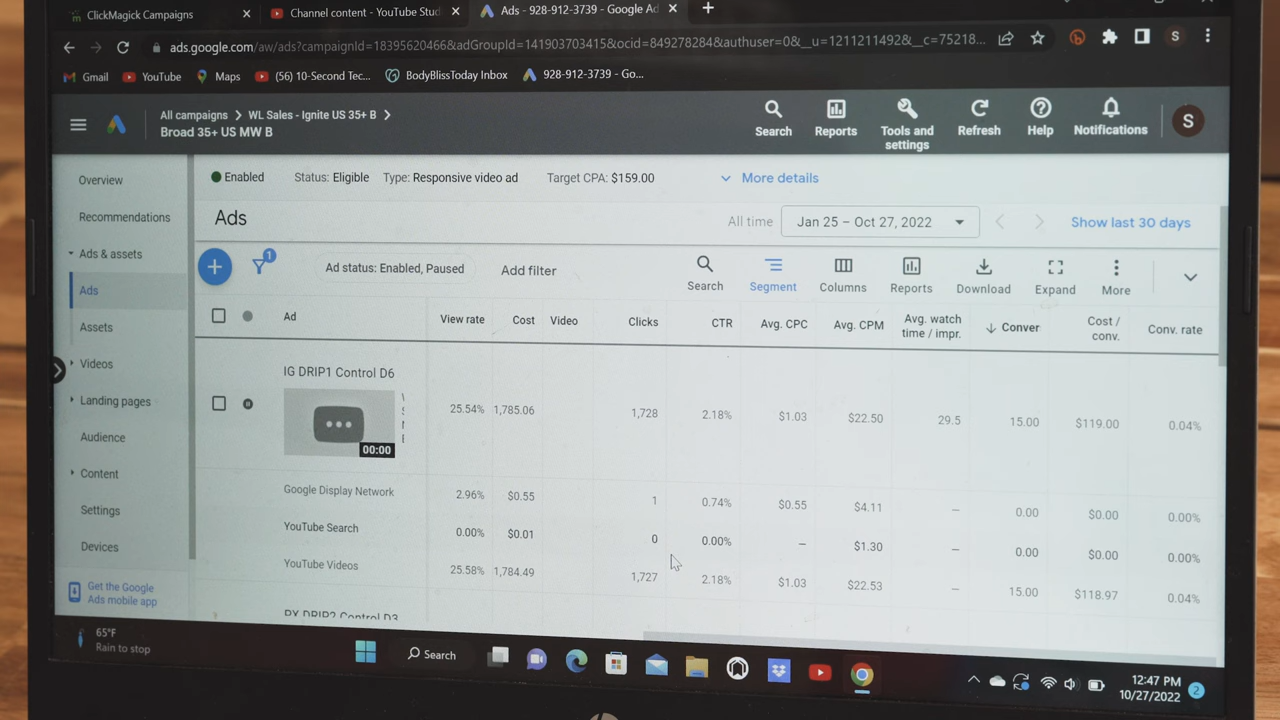 ClickMagick Campaigns
Channel content - YouTube Stud
Ads - 928-912-3739 - Google Ad
ads.google.com/aw/ads?campaignId=18395620466&adGroupId=141903703415&ocid=849278284&authuser=0&__u=1211211492&__c=75218...
S
Gmail YouTube Maps (56) 10-Second Tec... BodyBlissToday Inbox 928-912-3739 - Go...
All campaigns > WL Sales - Ignite US 35+ B >
Broad 35+ US MW B
Search Reports Tools and settings Refresh Help Notifications S
Overview
Recommendations
Ads & assets
Ads
Assets
Videos
Landing pages
Audience
Content
Settings
Devices
Get the Google
Ads mobile app
Enabled Status: Eligible Type: Responsive video ad Target CPA: $159.00 More details
Ads All time Jan 25 – Oct 27, 2022 Show last 30 days
1
Ad status: Enabled, Paused Add filter Search Segment Columns Reports Download Expand More
Ad View rate Cost Video Clicks CTR Avg. CPC Avg. CPM Avg. watch time / impr. Conver Cost / conv. Conv. rate
IG DRIP1 Control D6
00:00
25.54% 1,785.06 1,728 2.18% $1.03 $22.50 29.5 15.00 $119.00 0.04%
Google Display Network 2.96% $0.55 1 0.74% $0.55 $4.11 — 0.00 $0.00 0.00%
YouTube Search 0.00% $0.01 0 0.00% — $1.30 — 0.00 $0.00 0.00%
YouTube Videos 25.58% 1,784.49 1,727 2.18% $1.03 $22.53 — 15.00 $118.97 0.04%
DRIP2 Control D3
65°F
Rain to stop
Search
12:47 PM
10/27/2022
2
hp